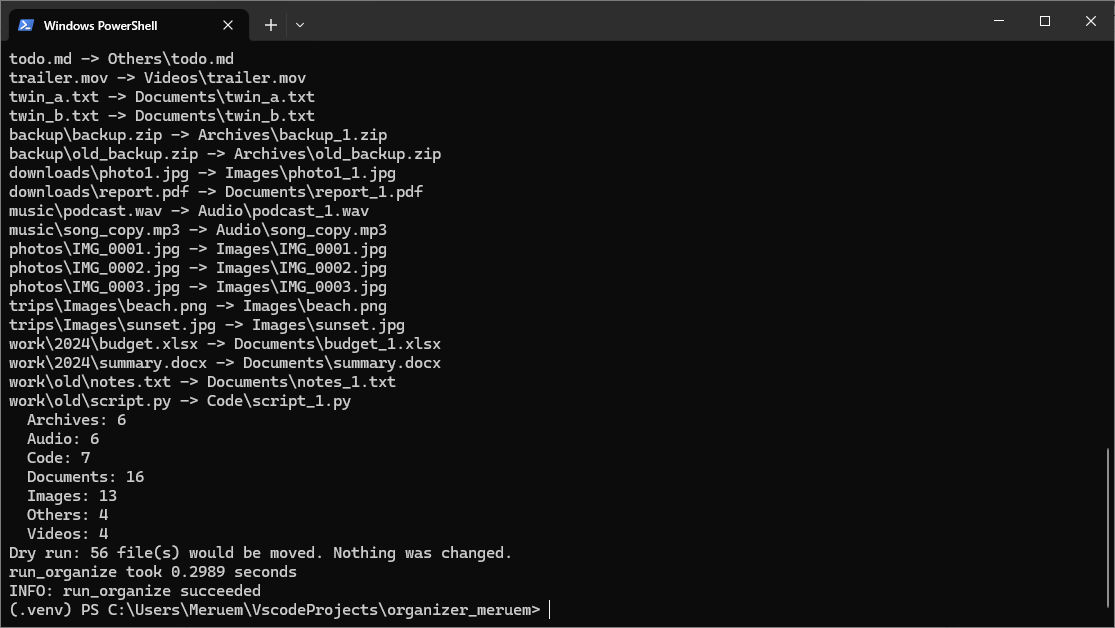 Windows PowerShell
todo.md -> Others\todo.md
trailer.mov -> Videos\trailer.mov
twin_a.txt -> Documents\twin_a.txt
twin_b.txt -> Documents\twin_b.txt
backup\backup.zip -> Archives\backup_1.zip
backup\old_backup.zip -> Archives\old_backup.zip
downloads\photo1.jpg -> Images\photo1_1.jpg
downloads\report.pdf -> Documents\report_1.pdf
music\podcast.wav -> Audio\podcast_1.wav
music\song_copy.mp3 -> Audio\song_copy.mp3
photos\IMG_0001.jpg -> Images\IMG_0001.jpg
photos\IMG_0002.jpg -> Images\IMG_0002.jpg
photos\IMG_0003.jpg -> Images\IMG_0003.jpg
trips\Images\beach.png -> Images\beach.png
trips\Images\sunset.jpg -> Images\sunset.jpg
work\2024\budget.xlsx -> Documents\budget_1.xlsx
work\2024\summary.docx -> Documents\summary.docx
work\old\notes.txt -> Documents\notes_1.txt
work\old\script.py -> Code\script_1.py
  Archives: 6
  Audio: 6
  Code: 7
  Documents: 16
  Images: 13
  Others: 4
  Videos: 4
Dry run: 56 file(s) would be moved. Nothing was changed.
run_organize took 0.2989 seconds
INFO: run_organize succeeded
(.venv) PS C:\Users\Meruem\VscodeProjects\organizer_meruem>